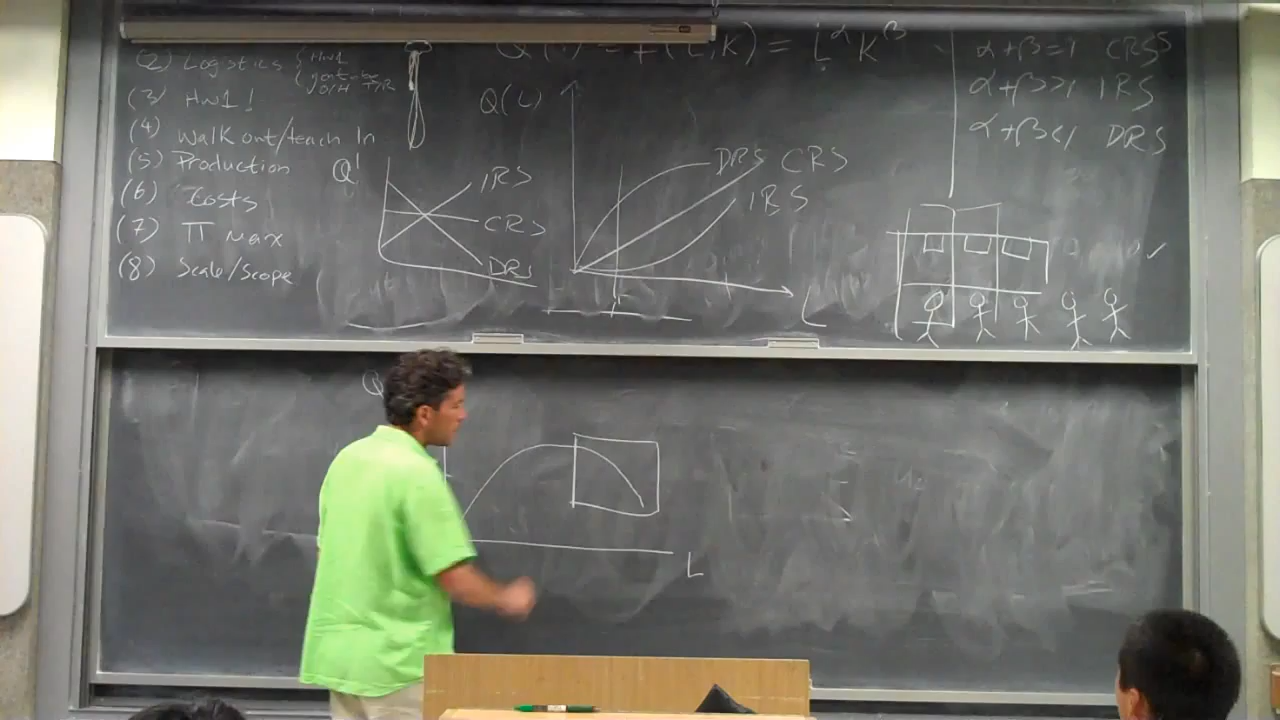 (2) Logistics { HW1
(3) HW1!
(4) Walk out/teach In
(5) Production
(6) Costs
(7) π Max
(8) Scale/Scope
Q'
IRS
CRS
DRS
= f(L,K) = L^α K^β
Q(L)
DRS CRS
IRS
L
α+β=1 CRS
α+β>1 IRS
α+β<1 DRS
Q
L